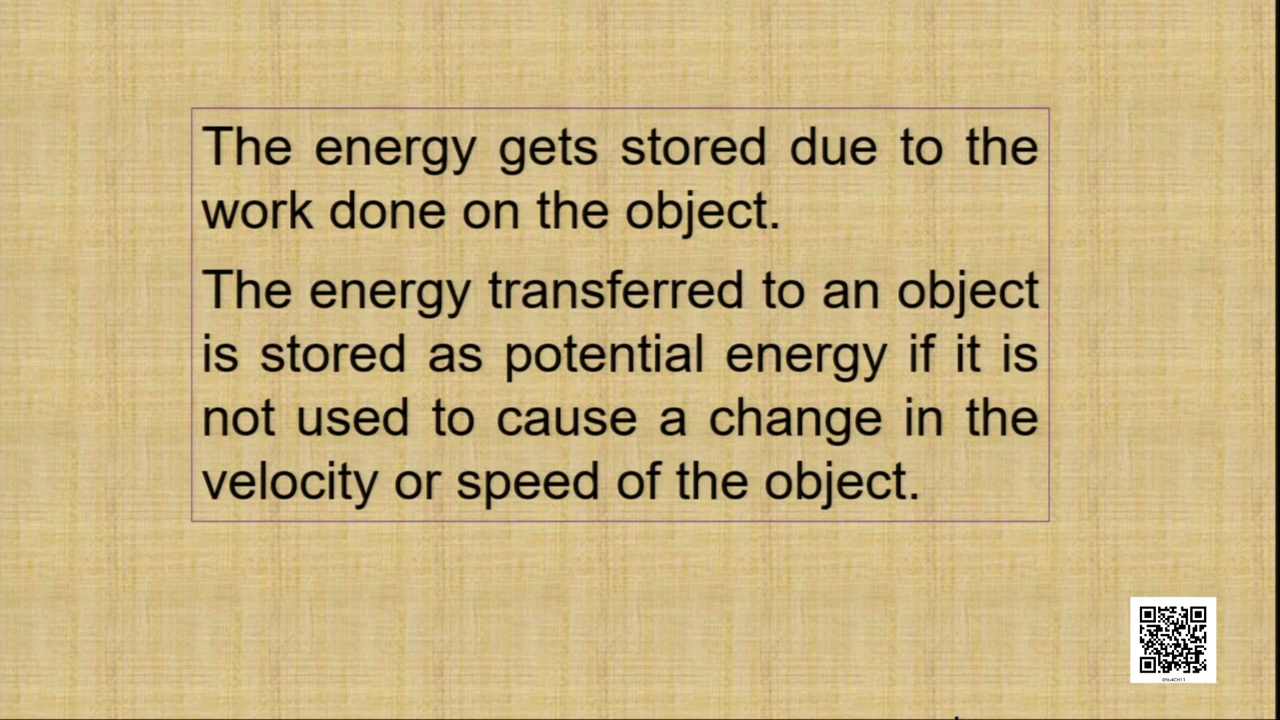 The energy gets stored due to the
work done on the object.
The energy transferred to an object
is stored as potential energy if it is
not used to cause a change in the
velocity or speed of the object.